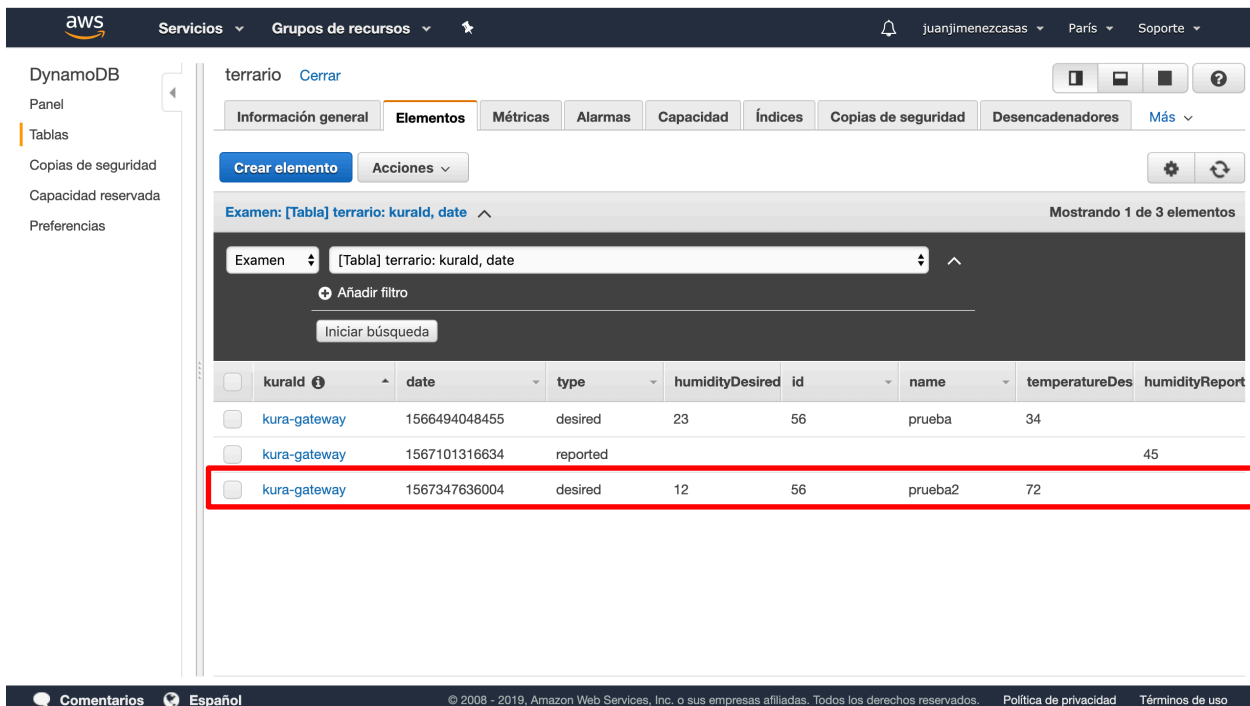 aws Servicios Grupos de recursos juanjimenezcasas París Soporte
DynamoDB
Panel
Tablas
Copias de seguridad
Capacidad reservada
Preferencias
terrario Cerrar
Información general Elementos Métricas Alarmas Capacidad Índices Copias de seguridad Desencadenadores Más
Crear elemento Acciones
Examen: [Tabla] terrario: kuraId, date Mostrando 1 de 3 elementos
Examen [Tabla] terrario: kuraId, date
Añadir filtro
Iniciar búsqueda
kuraId date type humidityDesired id name temperatureDes humidityReport
kura-gateway 1566494048455 desired 23 56 prueba 34
kura-gateway 1567101316634 reported 45
kura-gateway 1567347636004 desired 12 56 prueba2 72
Comentarios Español © 2008 - 2019, Amazon Web Services, Inc. o sus empresas afiliadas. Todos los derechos reservados. Política de privacidad Términos de uso